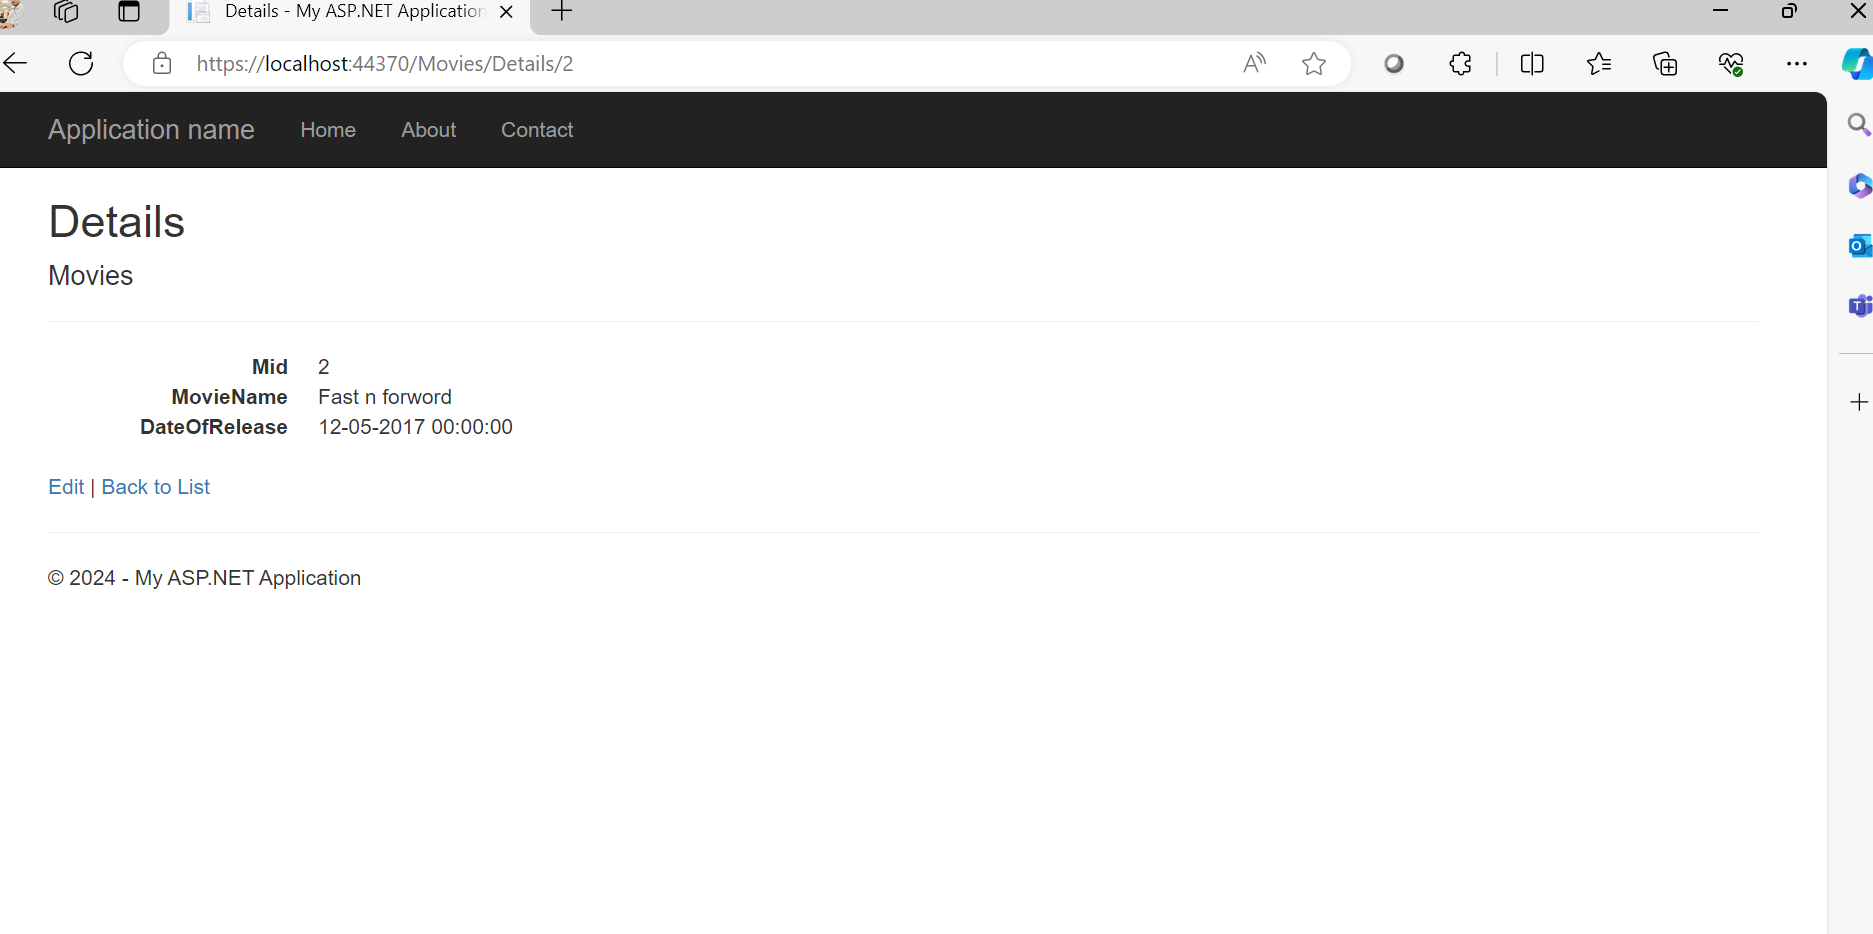 Details - My ASP.NET Application
https://localhost:44370/Movies/Details/2
Application name Home About Contact
Details
Movies
Mid 2
MovieName Fast n forword
DateOfRelease 12-05-2017 00:00:00
Edit | Back to List
© 2024 - My ASP.NET Application